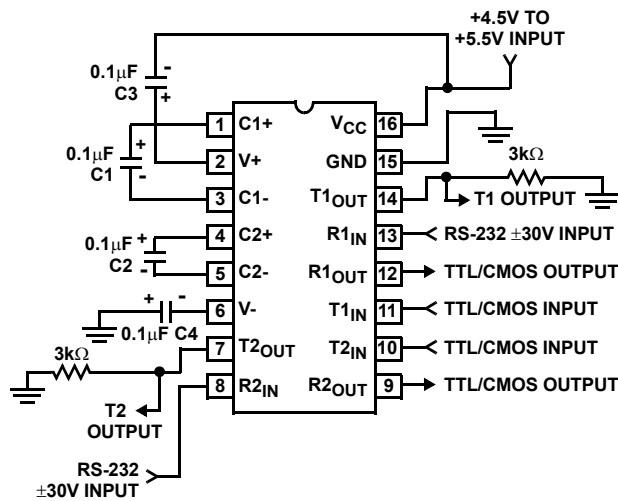 +4.5V TO
+5.5V INPUT
0.1μF
C3
-
+
1 C1+
VCC 16
0.1μF
C1
+
-
2 V+
GND 15
3kΩ
3 C1-
T1OUT 14
T1 OUTPUT
4 C2+
R1IN 13
RS-232 ±30V INPUT
0.1μF
C2
+
-
5 C2-
R1OUT 12
TTL/CMOS OUTPUT
+ -
0.1μF C4
6 V-
T1IN 11
TTL/CMOS INPUT
3kΩ
7 T2OUT
T2IN 10
TTL/CMOS INPUT
8 R2IN
R2OUT 9
TTL/CMOS OUTPUT
T2
OUTPUT
RS-232
±30V INPUT